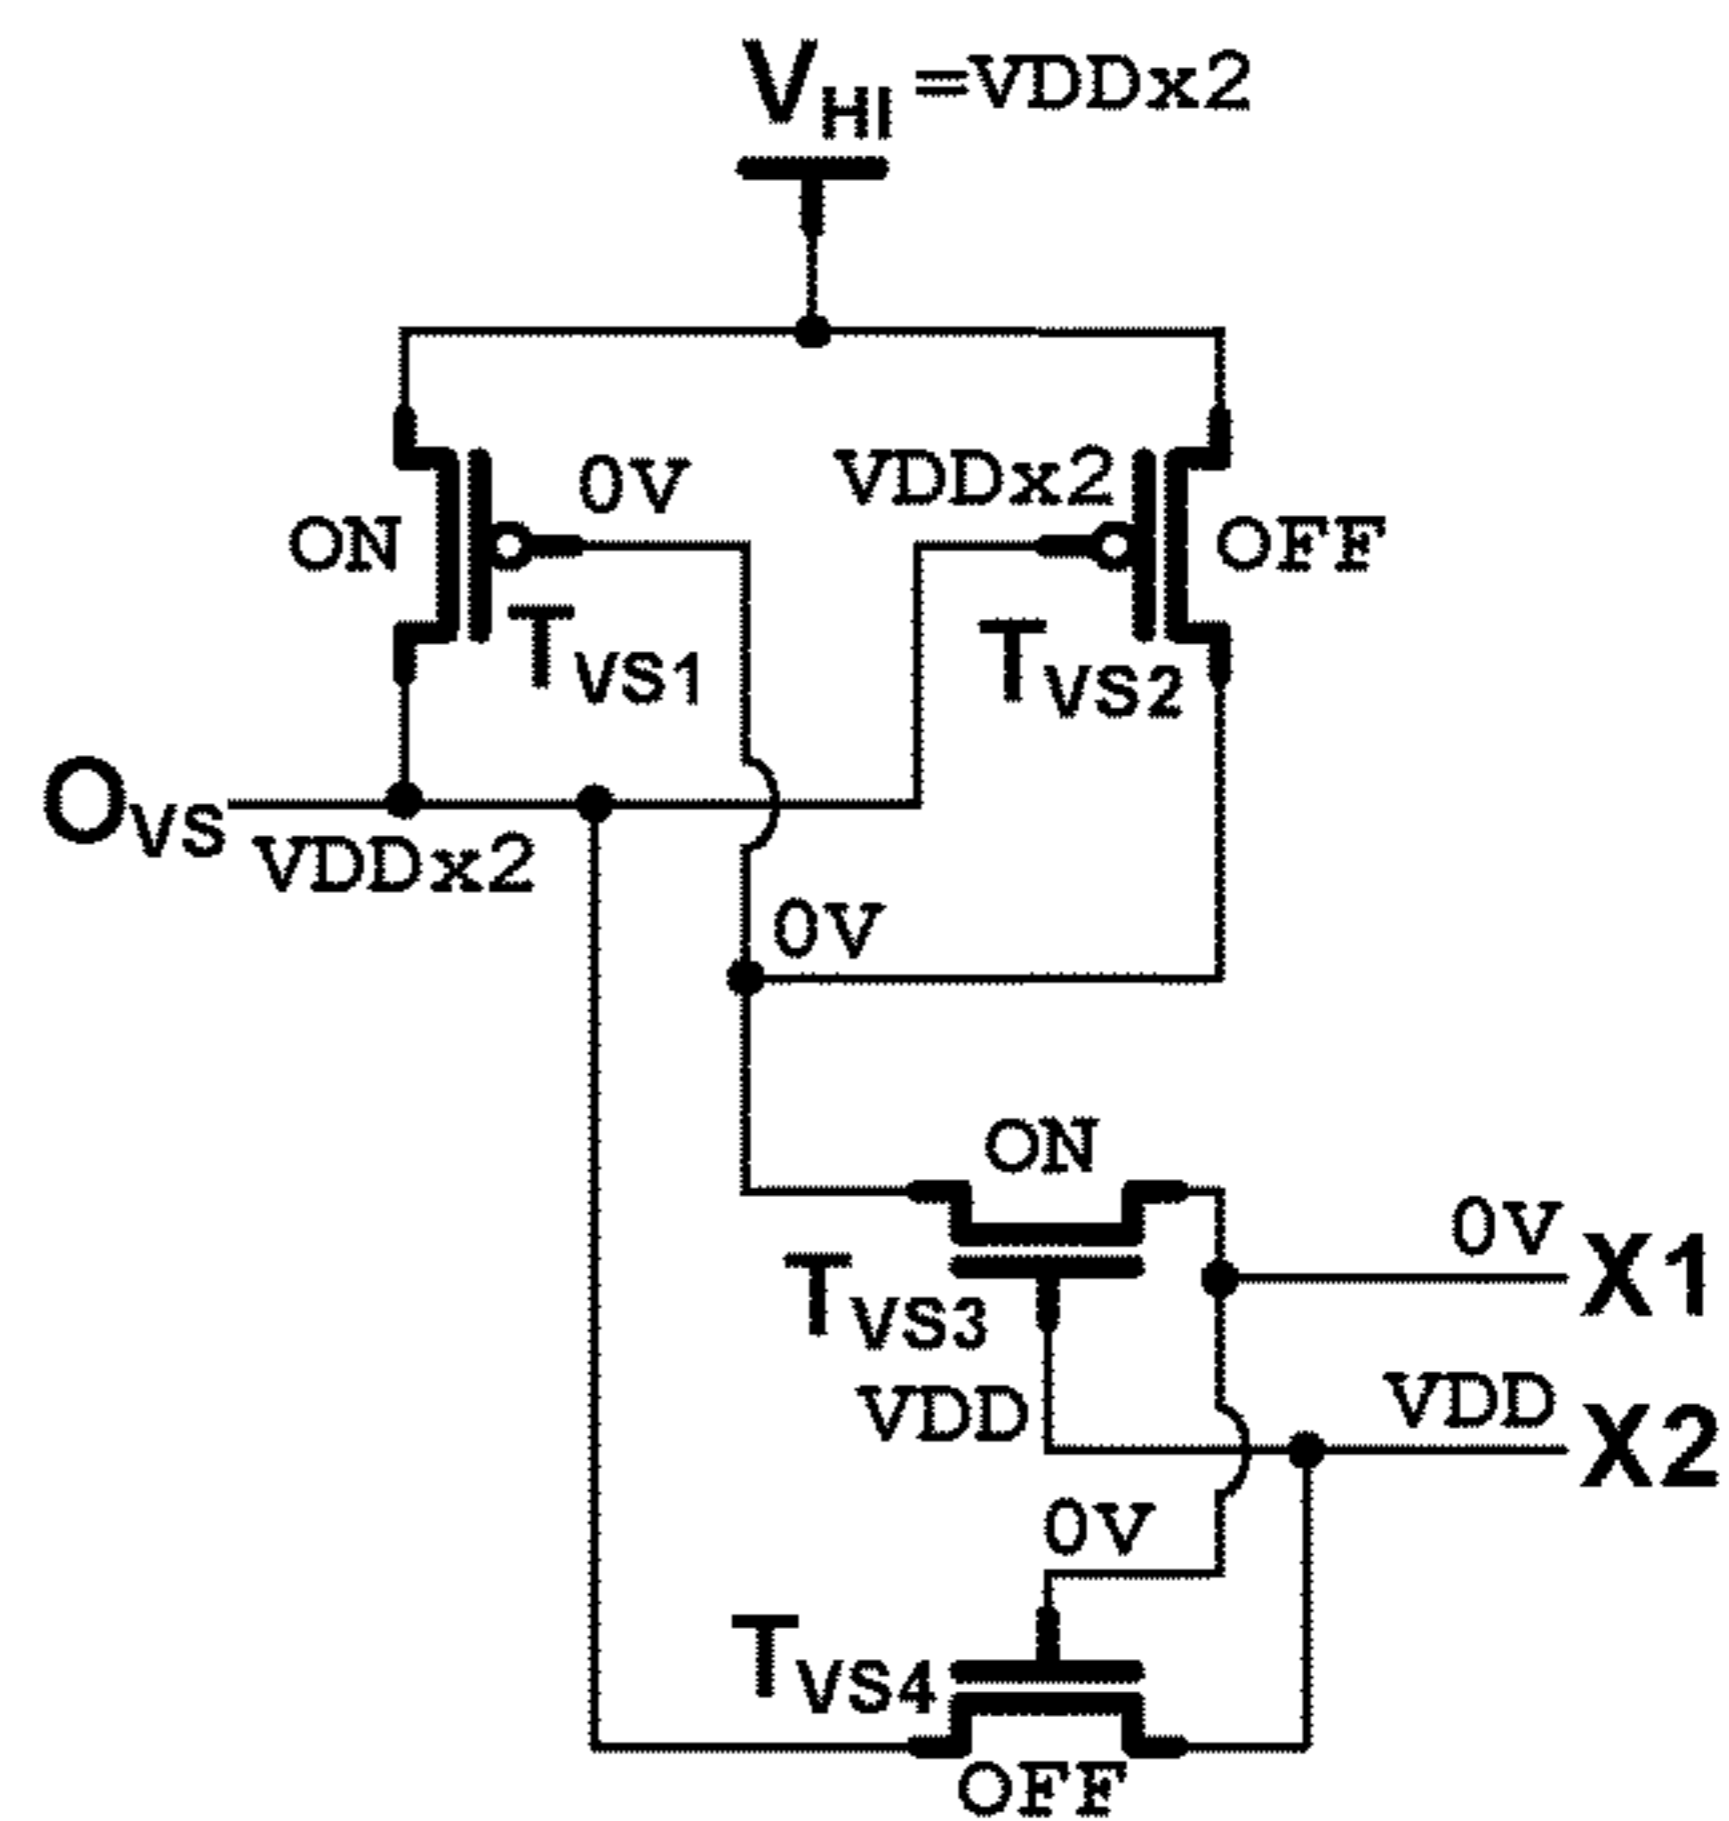 VHI =VDDx2
0V
VDDx2
ON
OFF
TVS1
TVS2
OVS
VDDx2
0V
ON
0V
X1
TVS3
VDD
VDD
X2
0V
TVS4
OFF